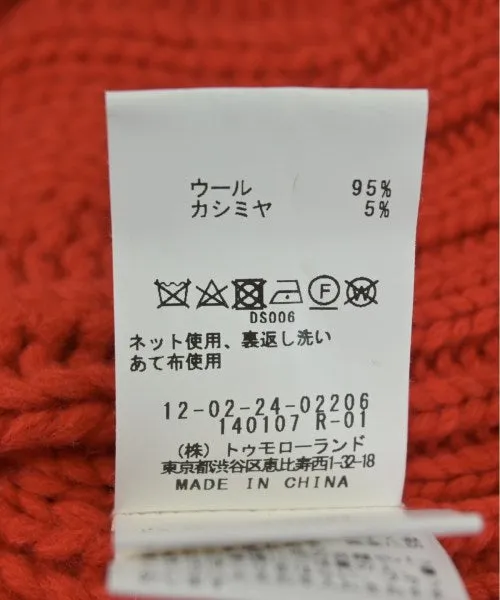 ウール 95%
カシミヤ 5%
F W
DS006
ネット使用、裏返し洗い
あて布使用
12-02-24-02206
140107 R-01
(株) トゥモローランド
東京都渋谷区恵比寿西1-32-18
MADE IN CHINA